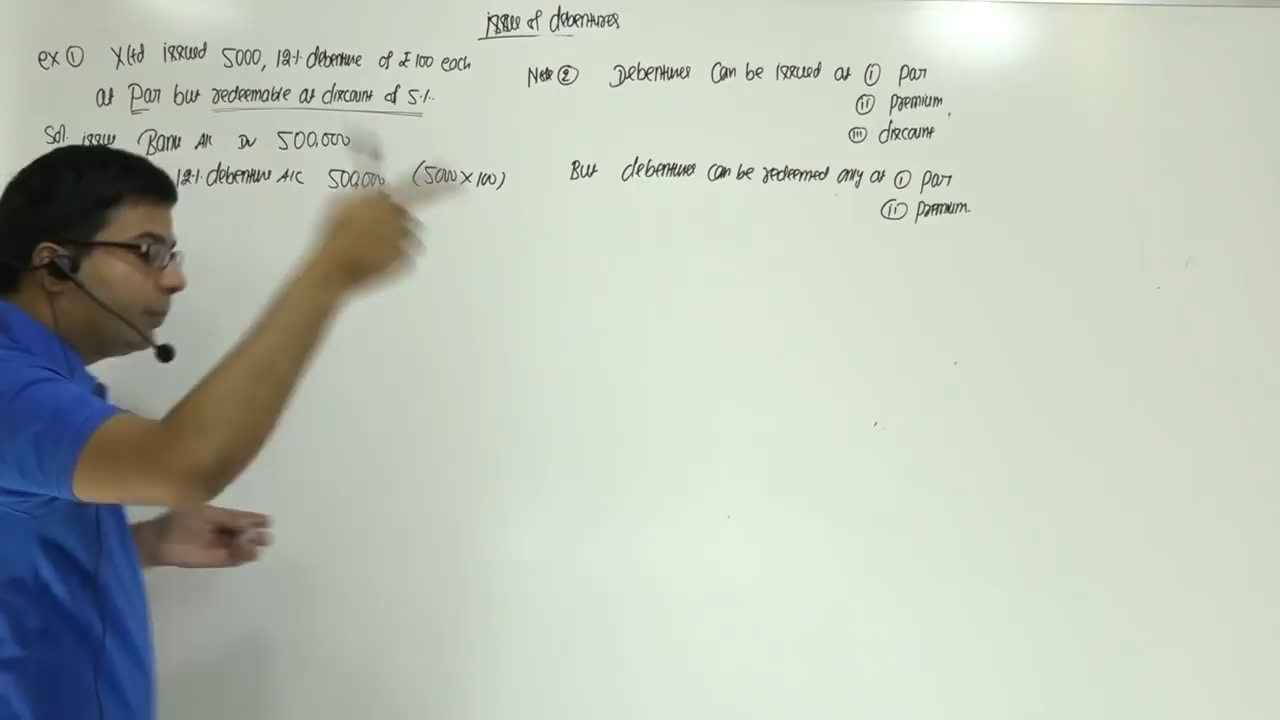 issue of debentures
ex ① X Ltd issued 5000, 12% debenture of ₹ 100 each
at Par but redeemable at discount of 5%.
Sol. issue Bank A/c Dr 500,000
12% debenture A/c 500,000 (5000 × 100)
Note ② Debentures can be issued at ⓘ Par
ⓘⓘ premium
ⓘⓘⓘ discount
But debentures can be redeemed only at ⓘ Par
ⓘⓘ premium.